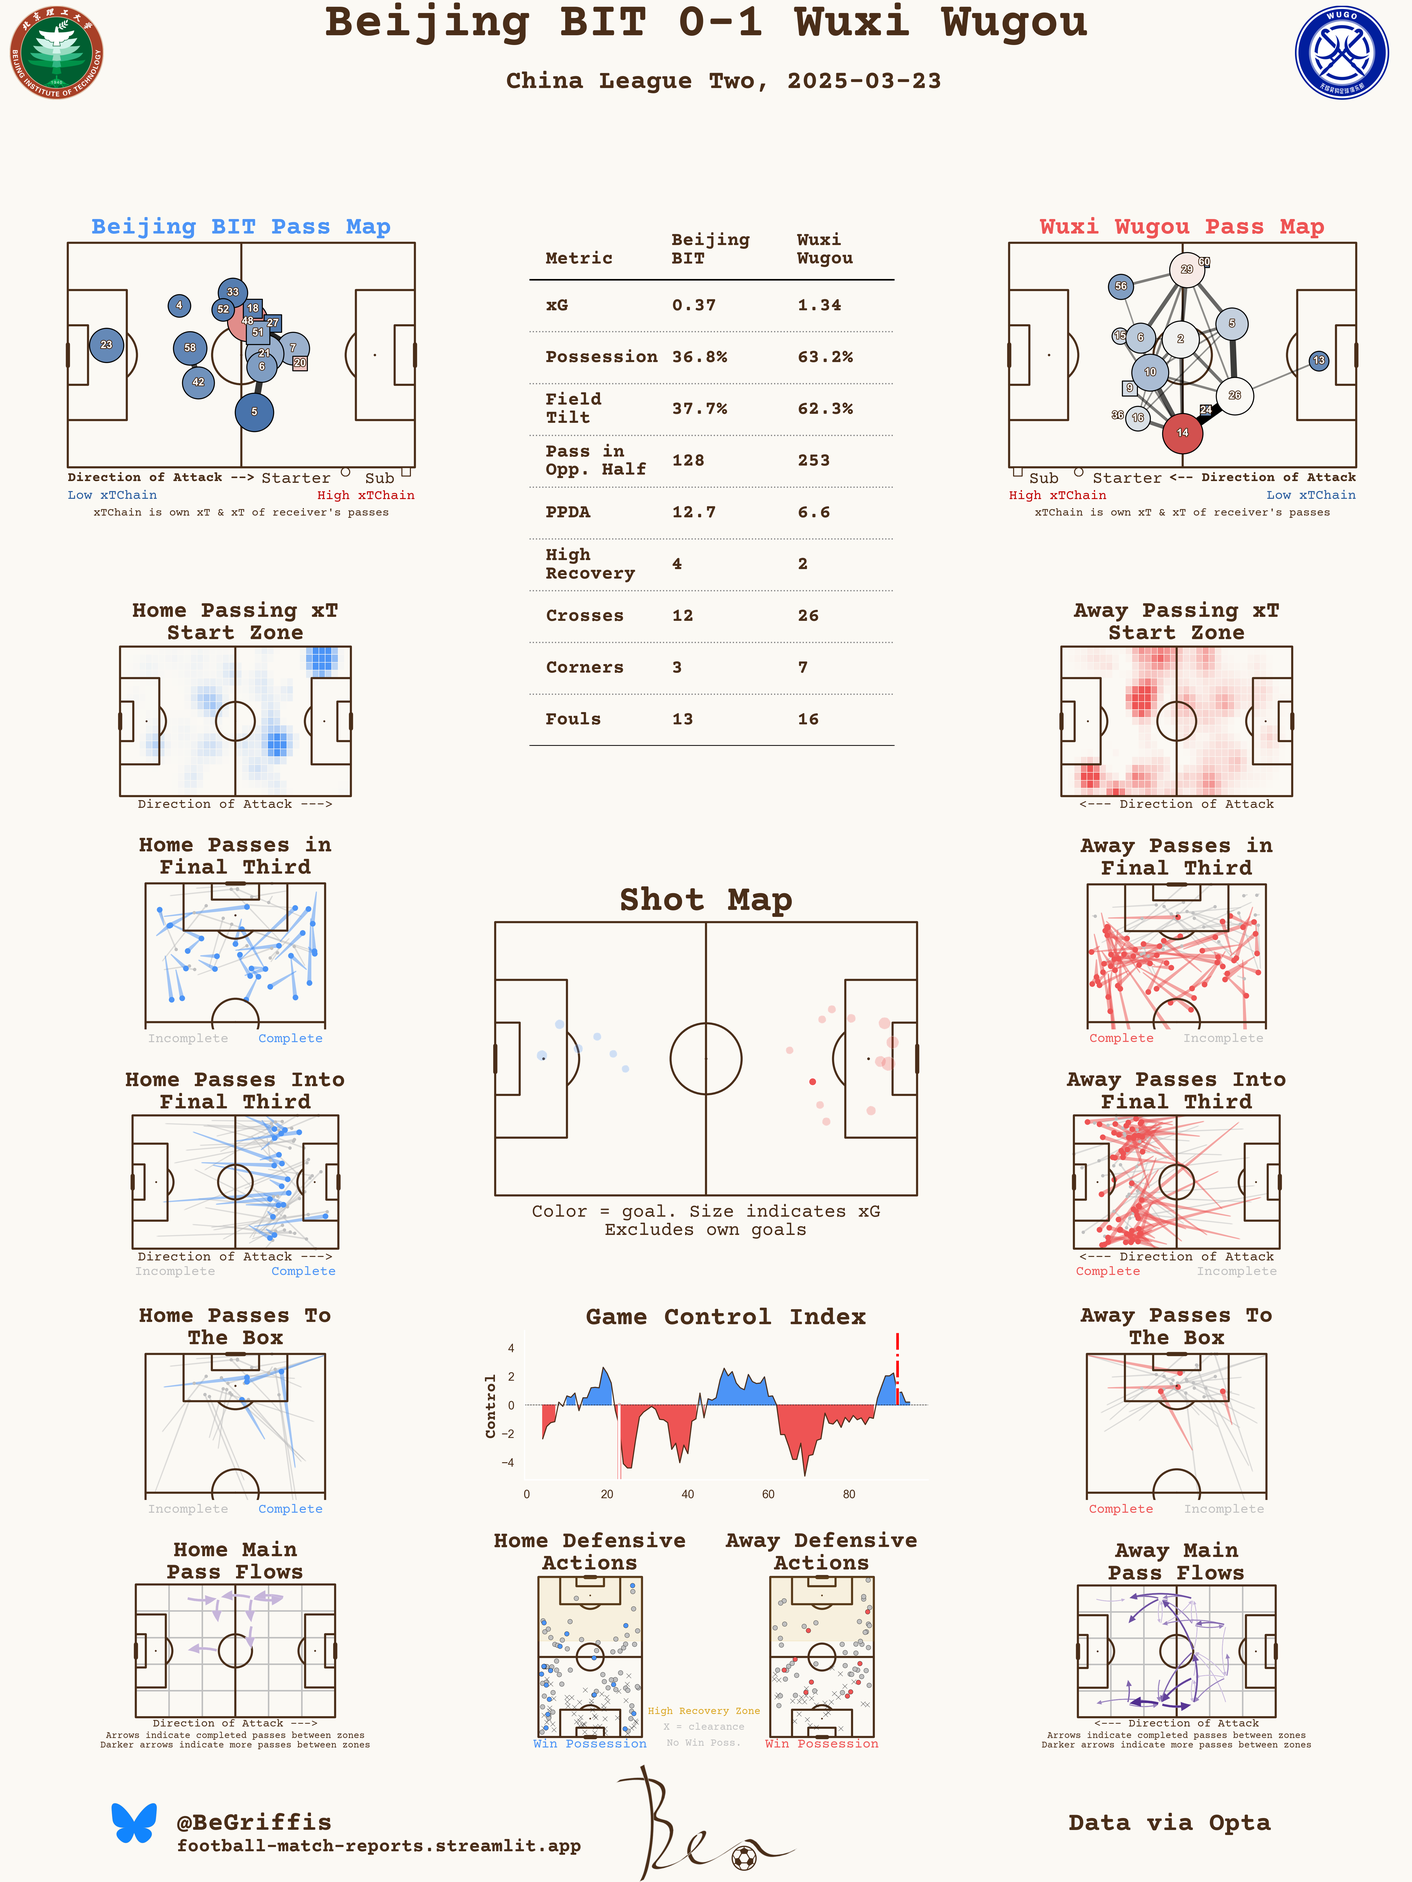 Beijing BIT 0-1 Wuxi Wugou
China League Two, 2025-03-23
北京理工大学
BEIJING INSTITUTE OF TECHNOLOGY
1940
WUGO
Beijing BIT Pass Map
4
33
52
18
48
27
51
23
58
21
7
6
20
42
5
Direction of Attack --> Starter Sub
Low xTChain High xTChain
xTChain is own xT & xT of receiver's passes
Metric Beijing BIT Wuxi Wugou
xG 0.37 1.34
Possession 36.8% 63.2%
Field Tilt 37.7% 62.3%
Pass in Opp. Half 128 253
PPDA 12.7 6.6
High Recovery 4 2
Crosses 12 26
Corners 3 7
Fouls 13 16
Wuxi Wugou Pass Map
60
29
56
5
15
6
2
13
10
9
26
36
16
24
14
Sub Starter <-- Direction of Attack
High xTChain Low xTChain
xTChain is own xT & xT of receiver's passes
Home Passing xT
Start Zone
Direction of Attack --->
Away Passing xT
Start Zone
<--- Direction of Attack
Home Passes in
Final Third
Incomplete Complete
Away Passes in
Final Third
Complete Incomplete
Shot Map
Color = goal. Size indicates xG
Excludes own goals
Home Passes Into
Final Third
Direction of Attack --->
Incomplete Complete
Away Passes Into
Final Third
<--- Direction of Attack
Complete Incomplete
Home Passes To
The Box
Incomplete Complete
Game Control Index
Control
4
2
0
−2
−4
0 20 40 60 80
Away Passes To
The Box
Complete Incomplete
Home Main
Pass Flows
Direction of Attack --->
Arrows indicate completed passes between zones
Darker arrows indicate more passes between zones
Home Defensive
Actions
Win Possession
High Recovery Zone
X = clearance
No Win Poss.
Away Defensive
Actions
Win Possession
Away Main
Pass Flows
<--- Direction of Attack
Arrows indicate completed passes between zones
Darker arrows indicate more passes between zones
@BeGriffis
football-match-reports.streamlit.app
Ben
Data via Opta